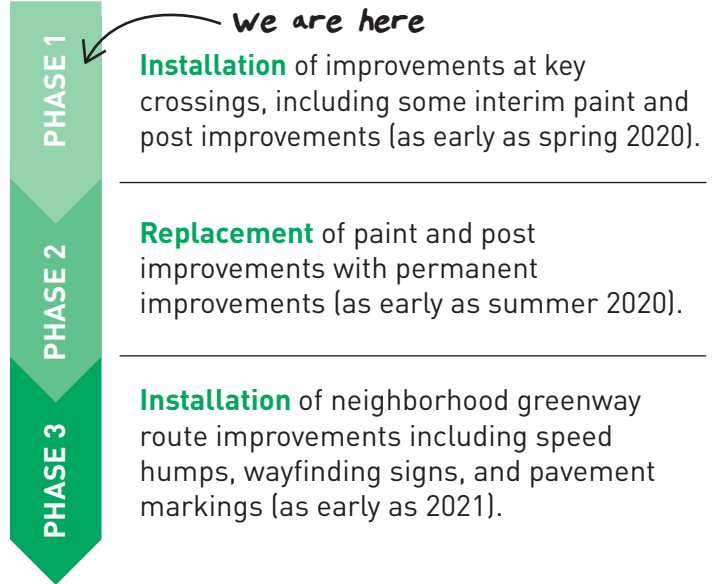 we are here
PHASE 1
Installation of improvements at key
crossings, including some interim paint and
post improvements (as early as spring 2020).
PHASE 2
Replacement of paint and post
improvements with permanent
improvements (as early as summer 2020).
PHASE 3
Installation of neighborhood greenway
route improvements including speed
humps, wayfinding signs, and pavement
markings (as early as 2021).